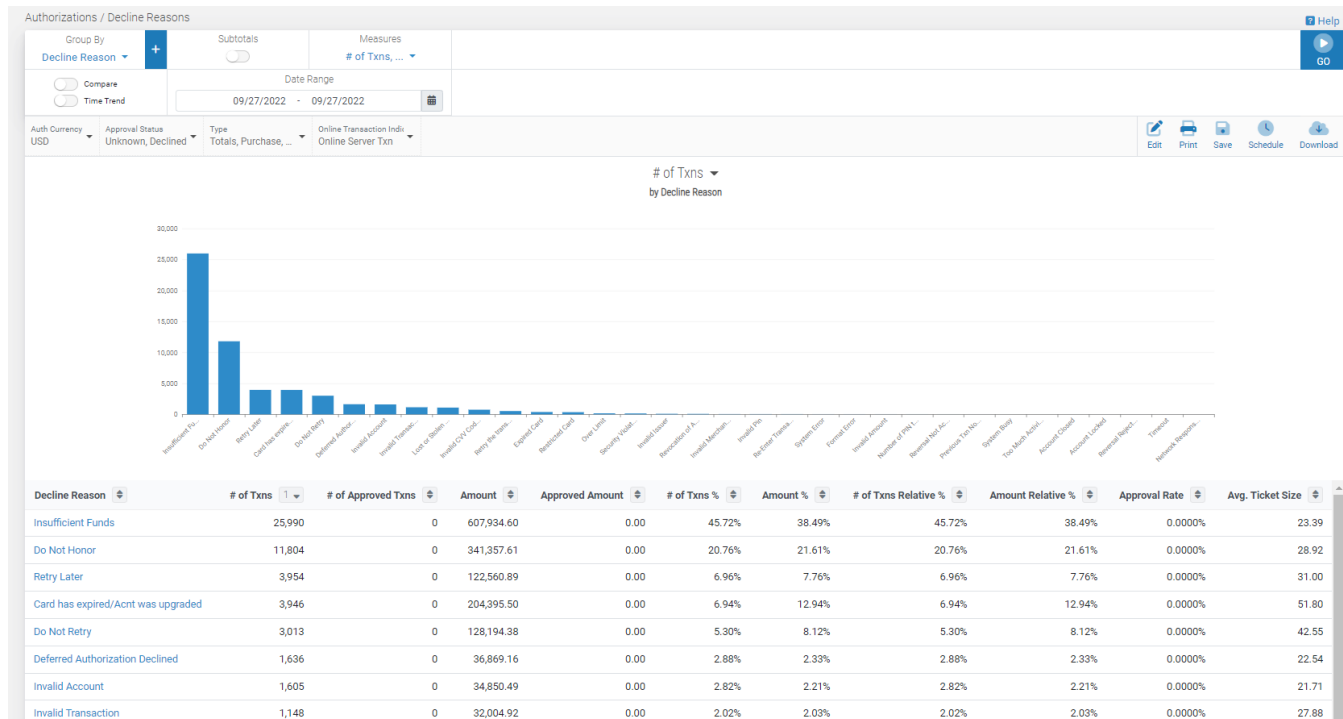 Authorizations / Decline Reasons
Help
Group By
Decline Reason
+
Subtotals
Measures
# of Txns, ...
GO
Compare
Time Trend
Date Range
09/27/2022 - 09/27/2022
Auth Currency
USD
Approval Status
Unknown, Declined
Type
Totals, Purchase, ...
Online Transaction Indic
Online Server Txn
Edit
Print
Save
Schedule
Download
# of Txns
by Decline Reason
30,000
25,000
20,000
15,000
10,000
5,000
0
Insufficient Fu...
Do Not Honor
Retry Later
Card has expire...
Do Not Retry
Deferred Author...
Invalid Account
Invalid Transac...
Lost or Stolen ...
Invalid CVV Cod...
Retry the trans...
Expired Card
Restricted Card
Over Limit
Security Violat...
Invalid Issuer
Revocation of A...
Invalid Merchan...
Invalid Pin
Re-Enter Transa...
System Error
Format Error
Invalid Amount
Number of PIN t...
Reversal Not Ac...
Previous Txn No...
System Busy
Too Much Activi...
Account Closed
Account Locked
Reversal Reject...
Timeout
Network Respons...
Decline Reason # of Txns 1 # of Approved Txns Amount Approved Amount # of Txns % Amount % # of Txns Relative % Amount Relative % Approval Rate Avg. Ticket Size
Insufficient Funds 25,990 0 607,934.60 0.00 45.72% 38.49% 45.72% 38.49% 0.0000% 23.39
Do Not Honor 11,804 0 341,357.61 0.00 20.76% 21.61% 20.76% 21.61% 0.0000% 28.92
Retry Later 3,954 0 122,560.89 0.00 6.96% 7.76% 6.96% 7.76% 0.0000% 31.00
Card has expired/Acnt was upgraded 3,946 0 204,395.50 0.00 6.94% 12.94% 6.94% 12.94% 0.0000% 51.80
Do Not Retry 3,013 0 128,194.38 0.00 5.30% 8.12% 5.30% 8.12% 0.0000% 42.55
Deferred Authorization Declined 1,636 0 36,869.16 0.00 2.88% 2.33% 2.88% 2.33% 0.0000% 22.54
Invalid Account 1,605 0 34,850.49 0.00 2.82% 2.21% 2.82% 2.21% 0.0000% 21.71
Invalid Transaction 1,148 0 32,004.92 0.00 2.02% 2.03% 2.02% 2.03% 0.0000% 27.88